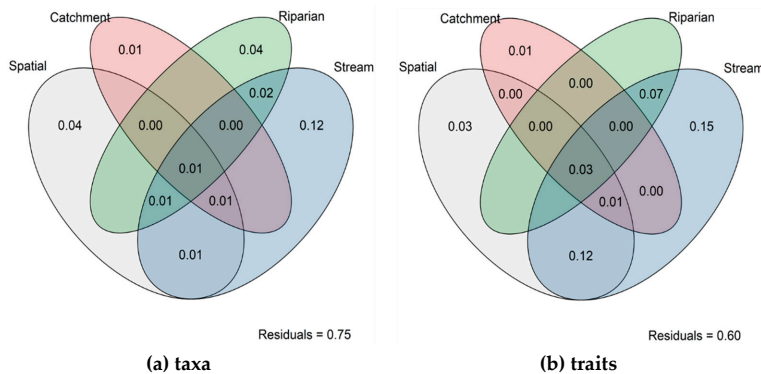 Catchment Riparian
Spatial Stream
0.01 0.04
0.02
0.04 0.00 0.00 0.12
0.01
0.01 0.01
0.01
Residuals = 0.75
(a) taxa
Catchment Riparian
Spatial Stream
0.01
0.00
0.00 0.07
0.03 0.00 0.00 0.15
0.03
0.00
0.01
0.12
Residuals = 0.60
(b) traits